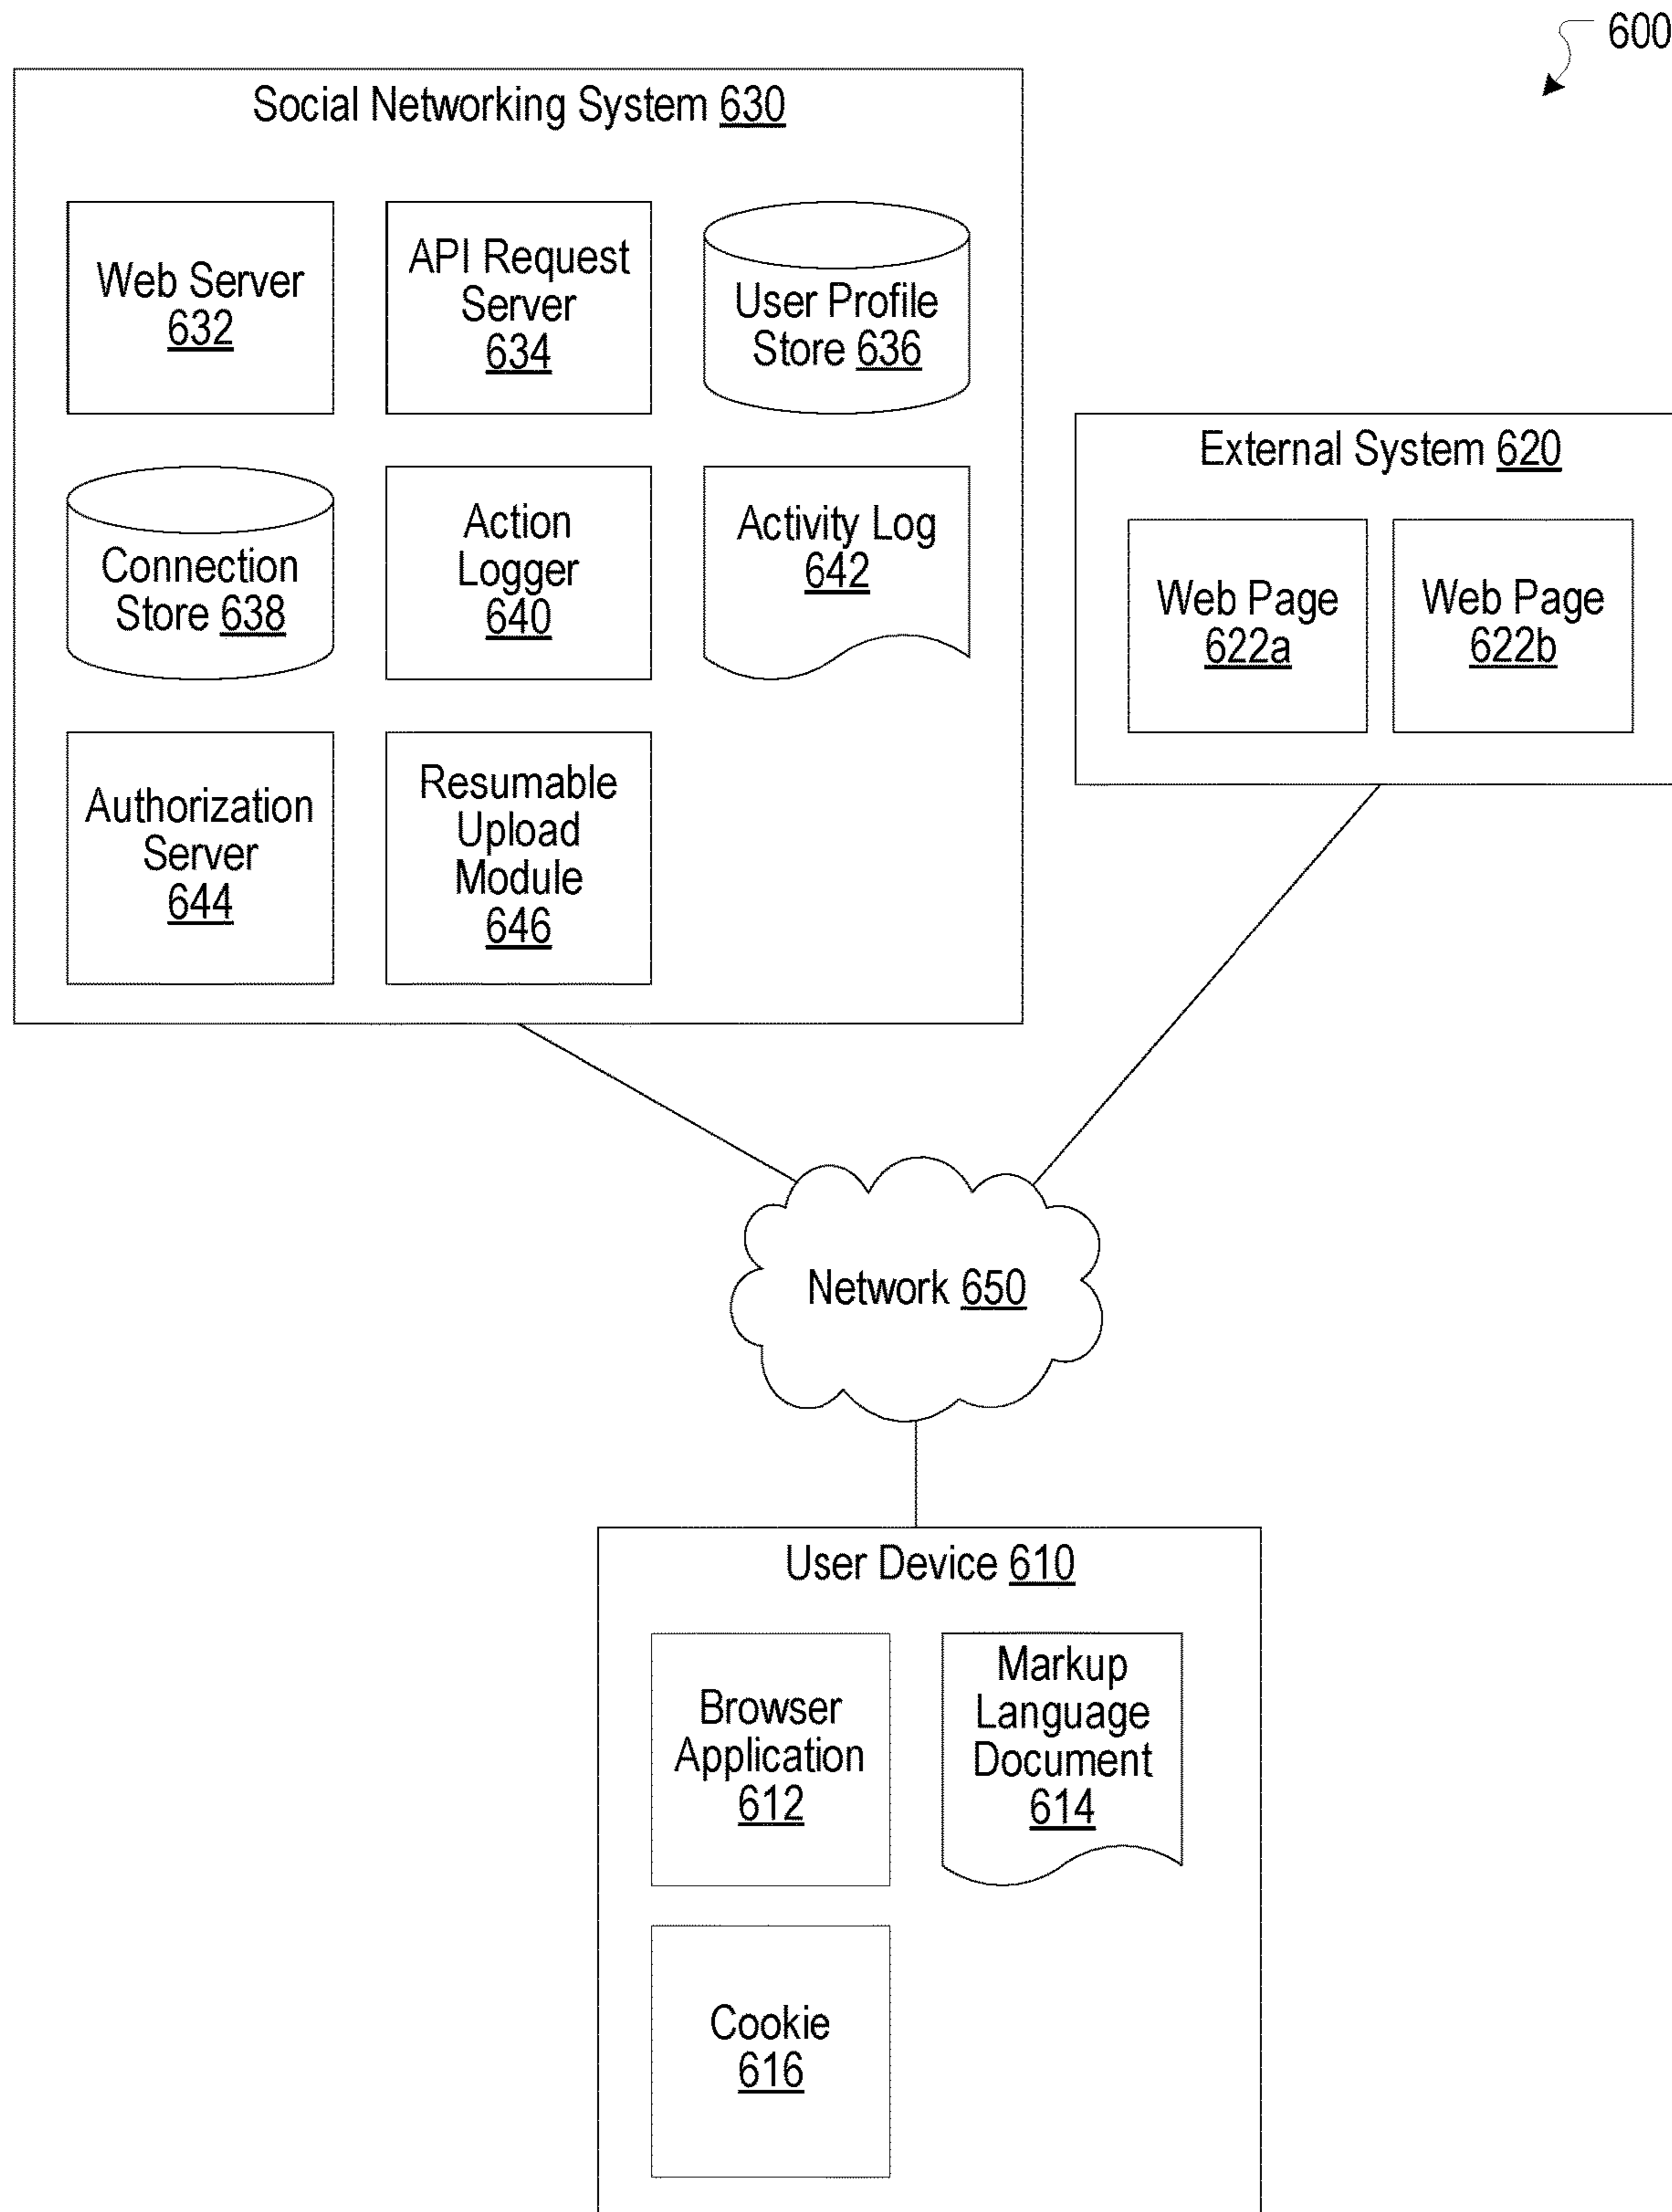 600
Social Networking System 630
Web Server
632
API Request
Server
634
User Profile
Store 636
Connection
Store 638
Action
Logger
640
Activity Log
642
Authorization
Server
644
Resumable
Upload
Module
646
External System 620
Web Page
622a
Web Page
622b
Network 650
User Device 610
Browser
Application
612
Markup
Language
Document
614
Cookie
616